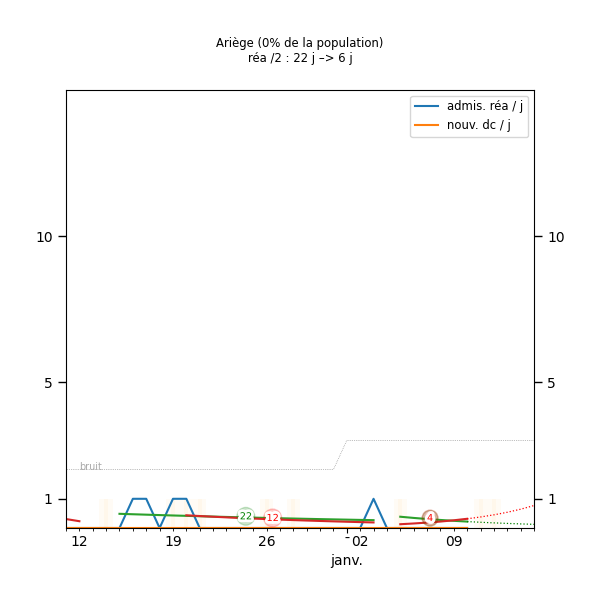 Ariège (0% de la population)
réa /2 : 22 j –> 6 j
admis. réa / j
nouv. dc / j
10 10
5 5
bruit
1 1
22 12 4
12 19 26 02 09
janv.